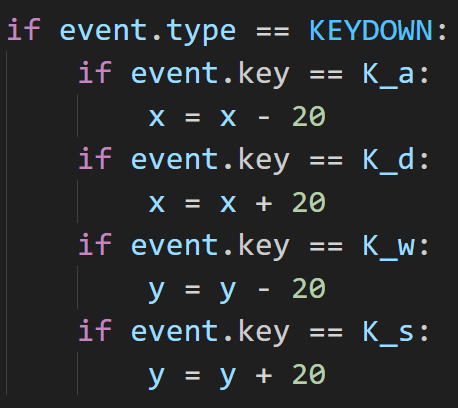 if event.type == KEYDOWN:
    if event.key == K_a:
        x = x - 20
    if event.key == K_d:
        x = x + 20
    if event.key == K_w:
        y = y - 20
    if event.key == K_s:
        y = y + 20